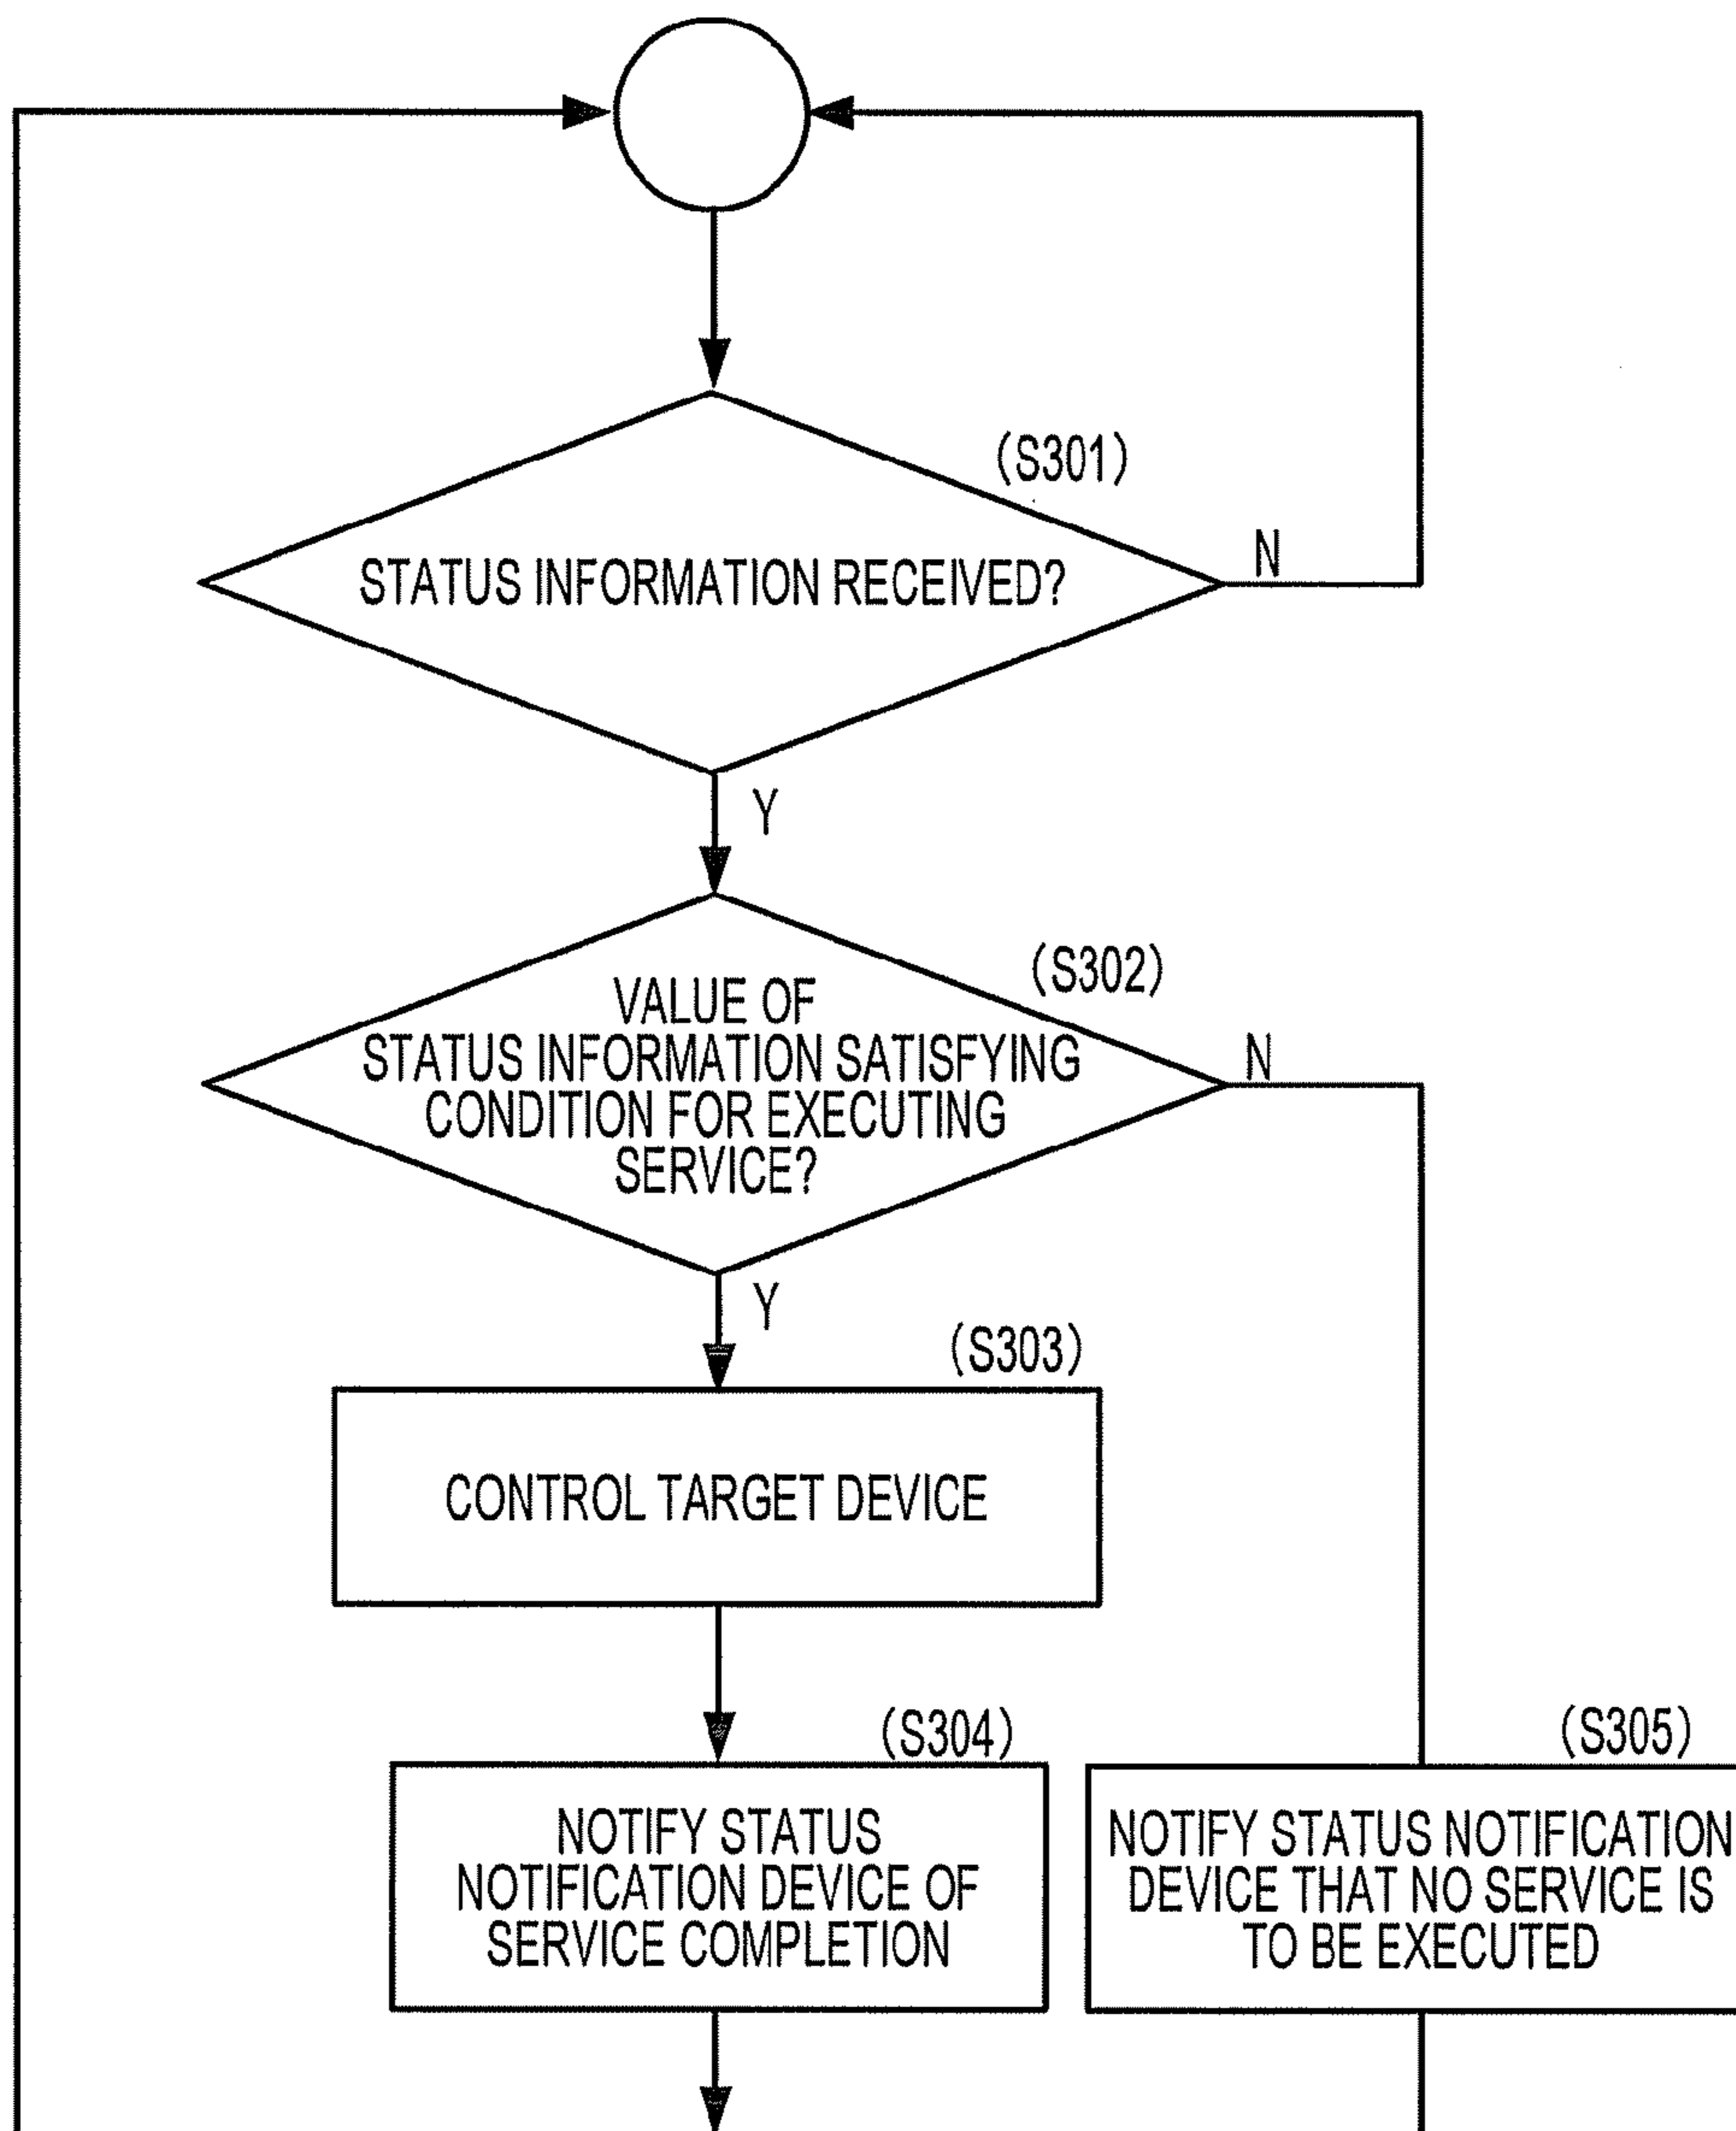 (S301)
STATUS INFORMATION RECEIVED?
N
Y
(S302)
VALUE OF
STATUS INFORMATION SATISFYING
CONDITION FOR EXECUTING
SERVICE?
N
Y
(S303)
CONTROL TARGET DEVICE
(S304)
NOTIFY STATUS
NOTIFICATION DEVICE OF
SERVICE COMPLETION
(S305)
NOTIFY STATUS NOTIFICATION
DEVICE THAT NO SERVICE IS
TO BE EXECUTED